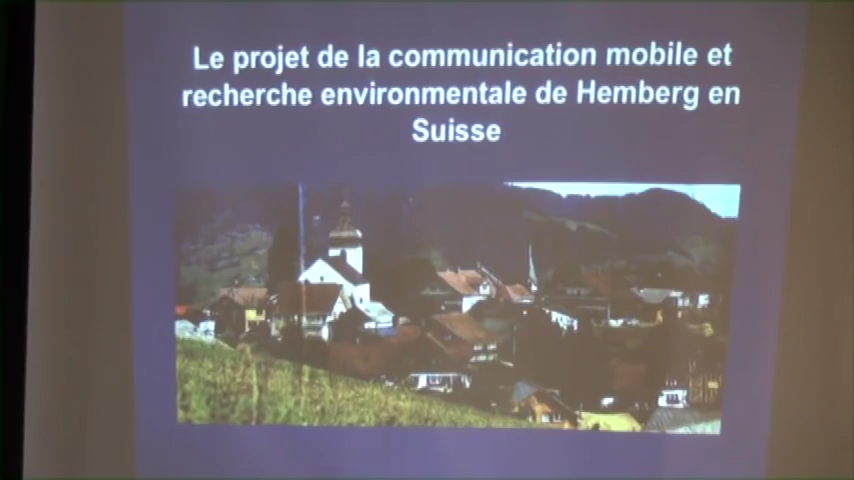 Le projet de la communication mobile et
recherche environmentale de Hemberg en
Suisse